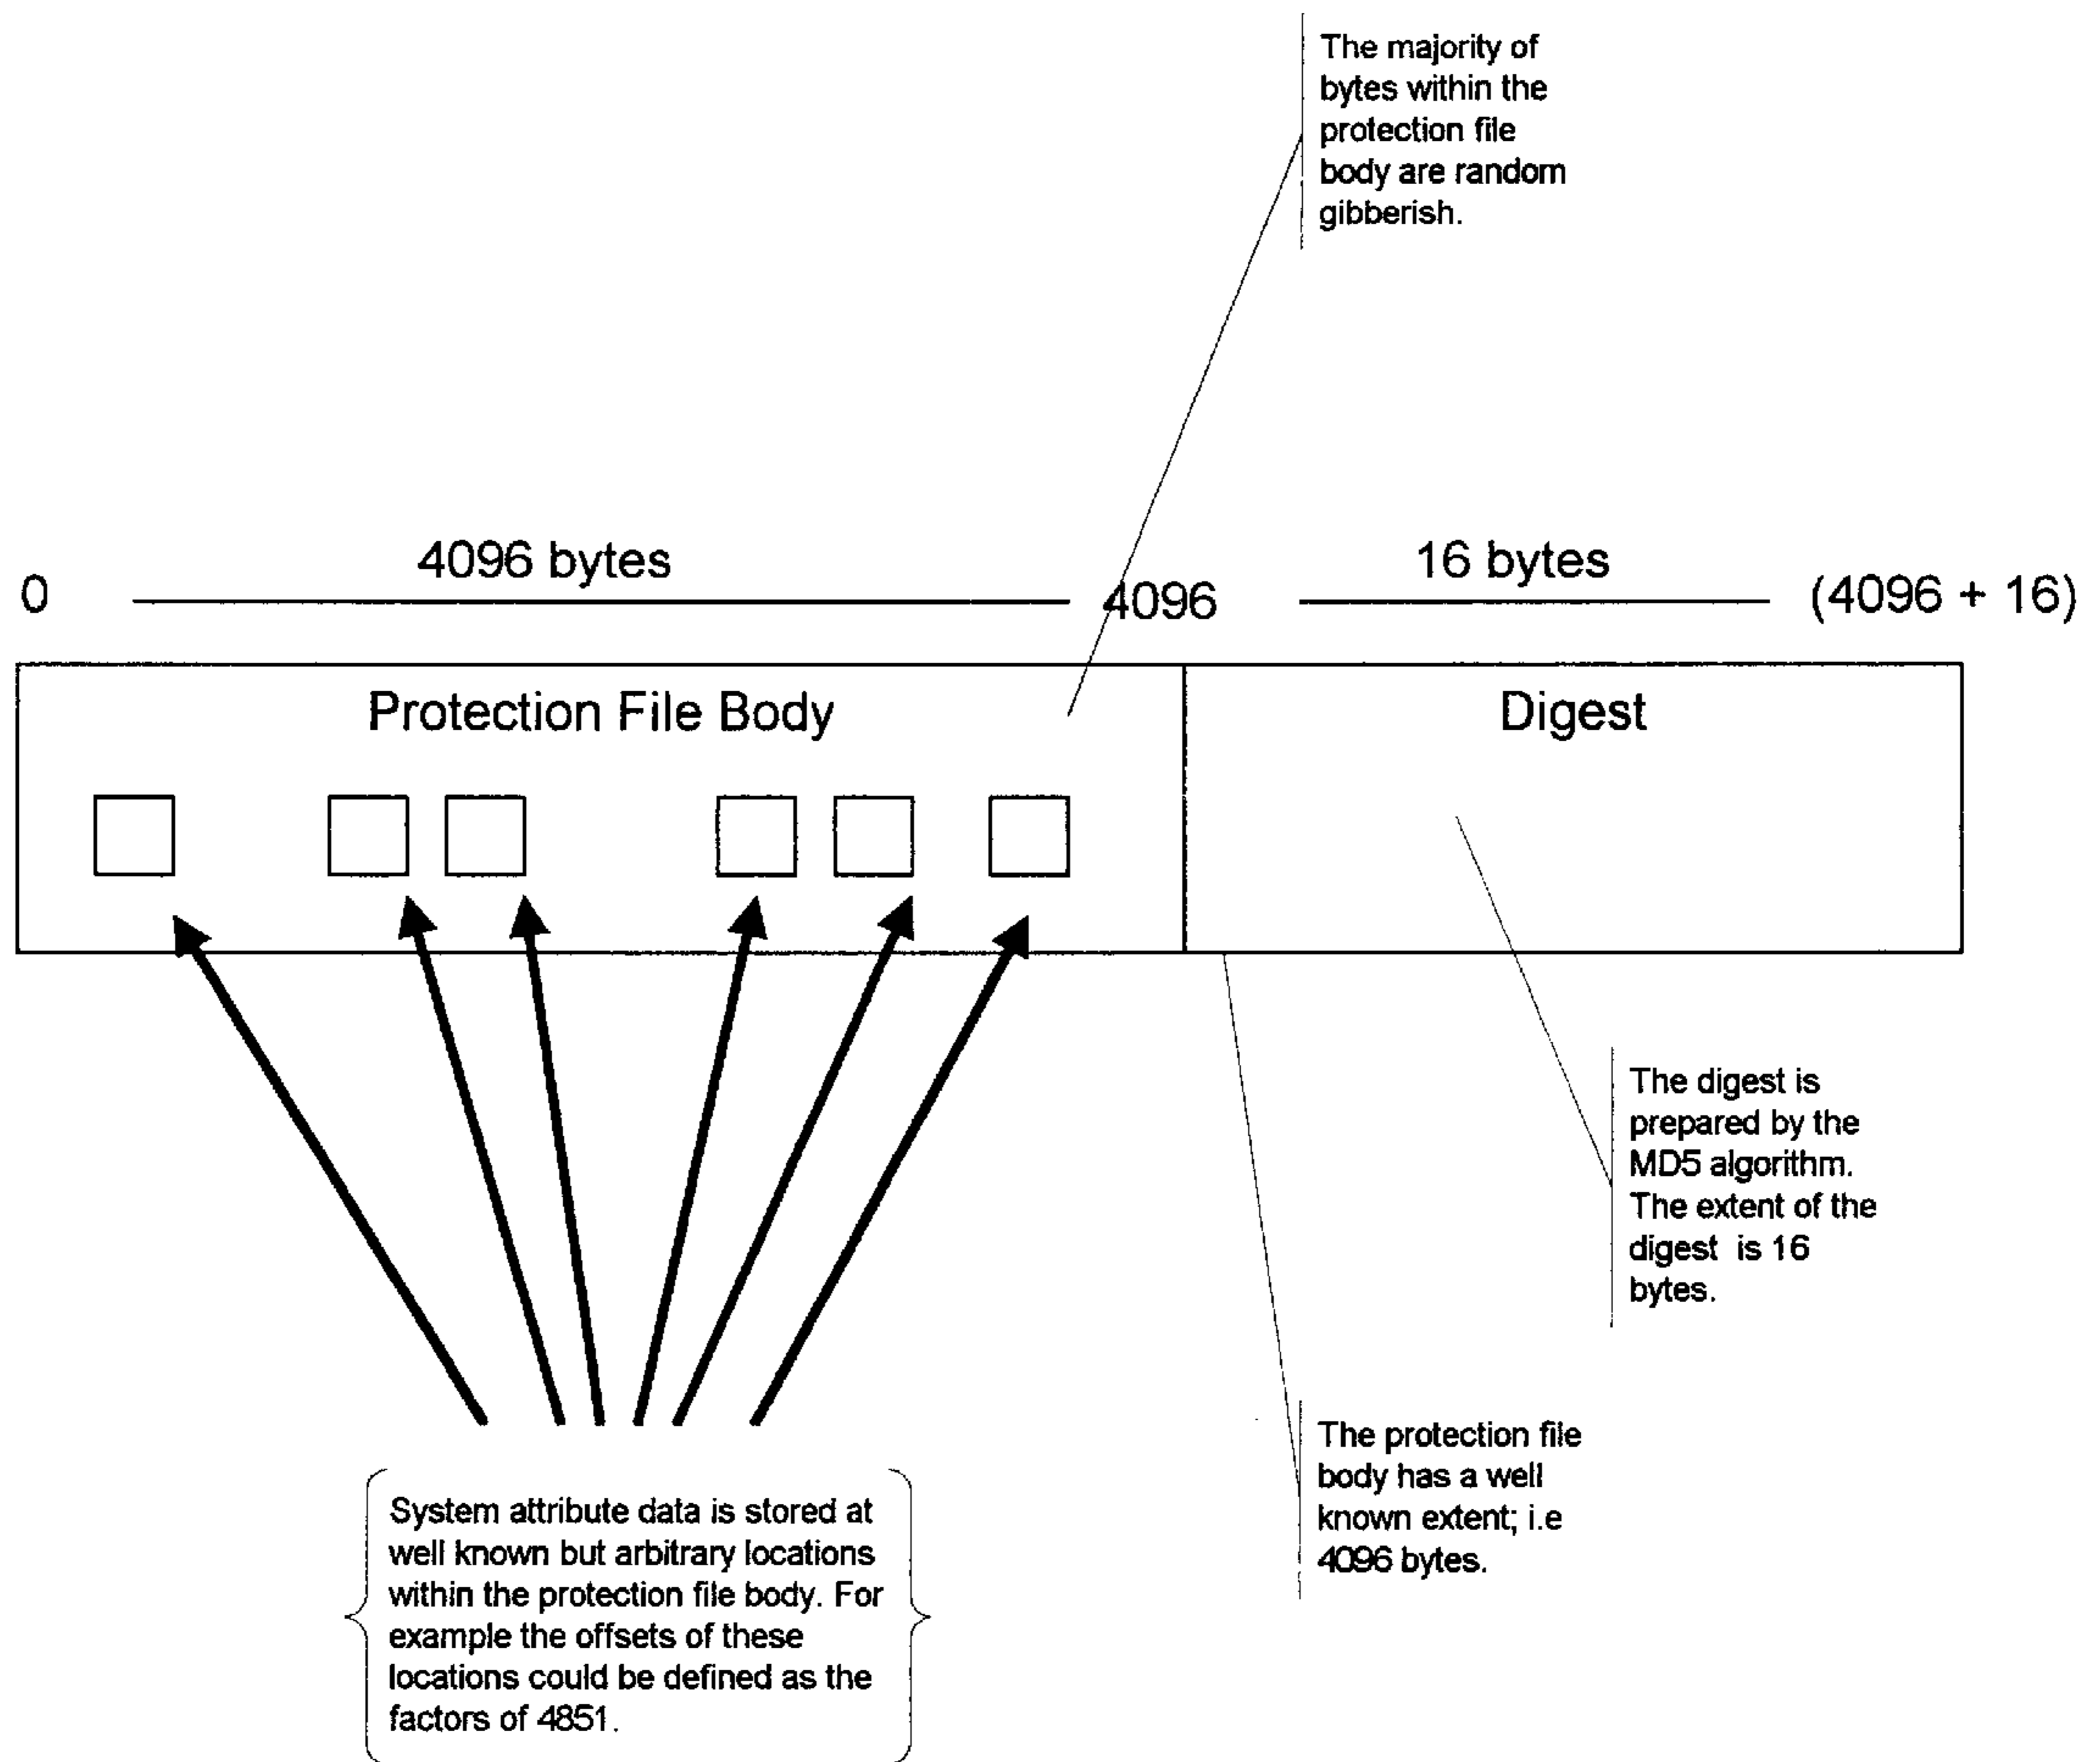 The majority of
bytes within the
protection file
body are random
gibberish.
4096 bytes
16 bytes
0
4096
(4096 + 16)
Protection File Body
Digest
The digest is
prepared by the
MD5 algorithm.
The extent of the
digest is 16
bytes.
The protection file
body has a well
known extent; i.e
4096 bytes.
System attribute data is stored at
well known but arbitrary locations
within the protection file body. For
example the offsets of these
locations could be defined as the
factors of 4851.